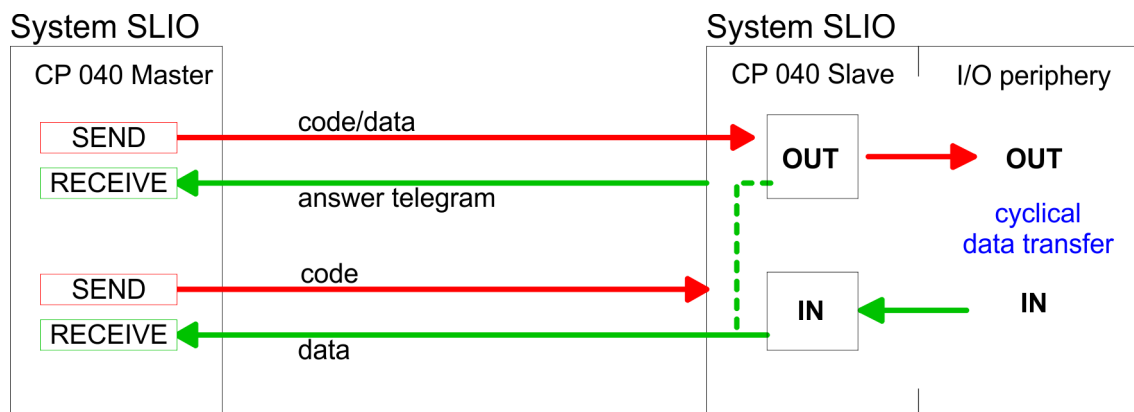 System SLIO
System SLIO
CP 040 Master
CP 040 Slave
I/O periphery
SEND
code/data
OUT
OUT
RECEIVE
answer telegram
cyclical
data transfer
SEND
code
IN
IN
RECEIVE
data